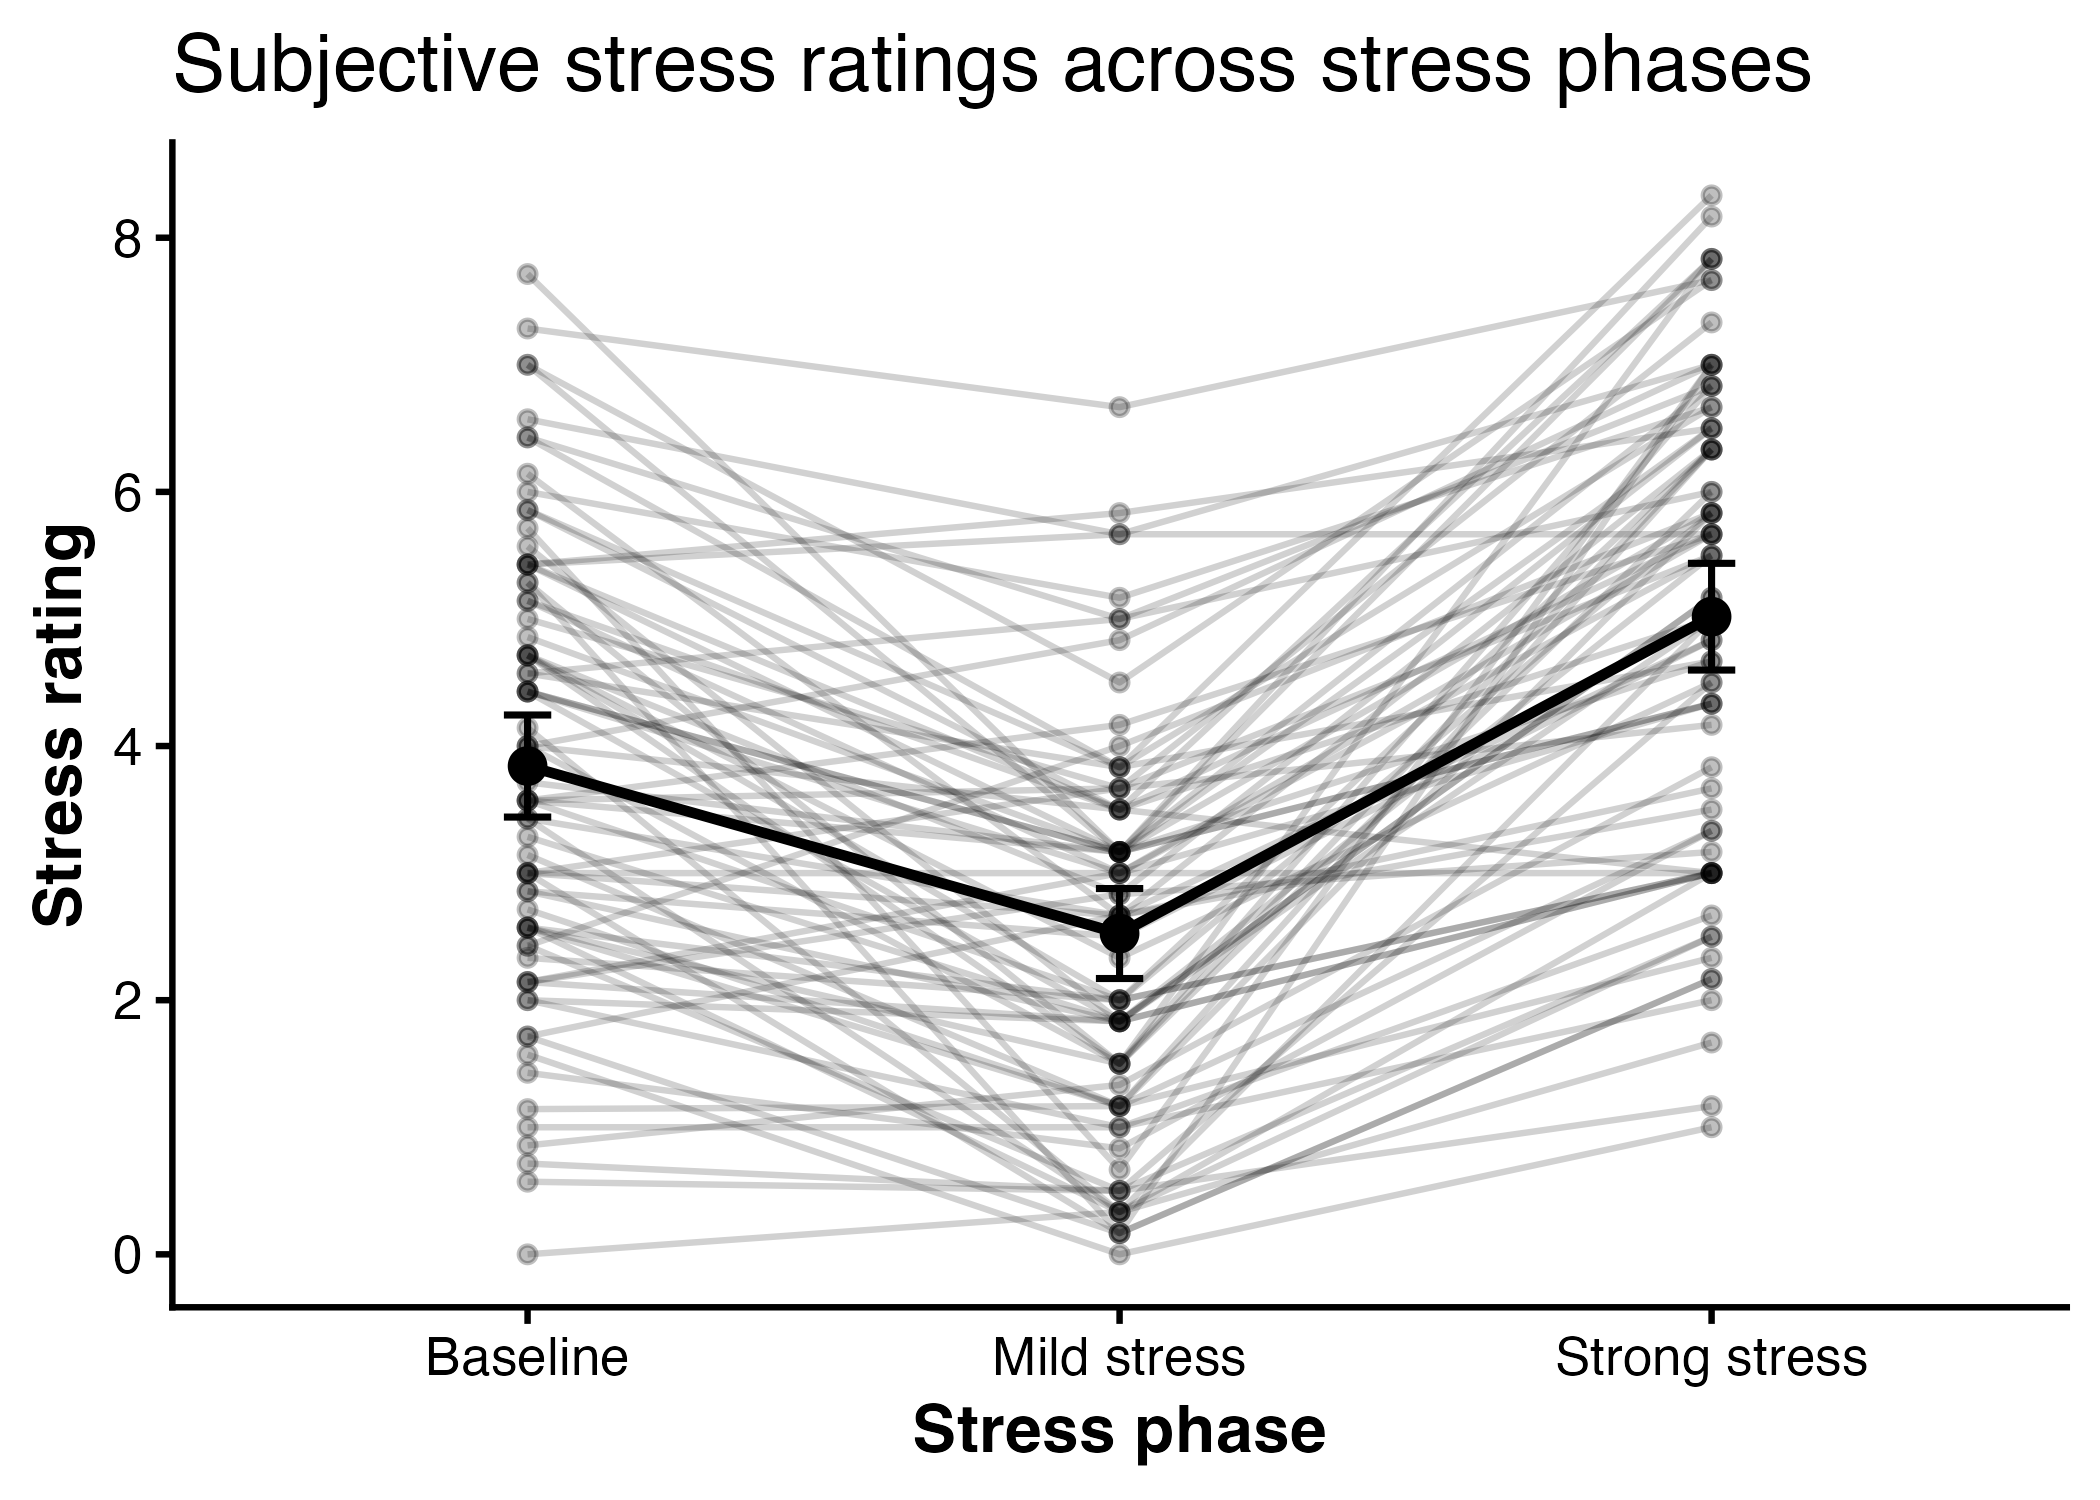 Subjective stress ratings across stress phases
Stress rating
8
6
4
2
0
Baseline
Mild stress
Strong stress
Stress phase